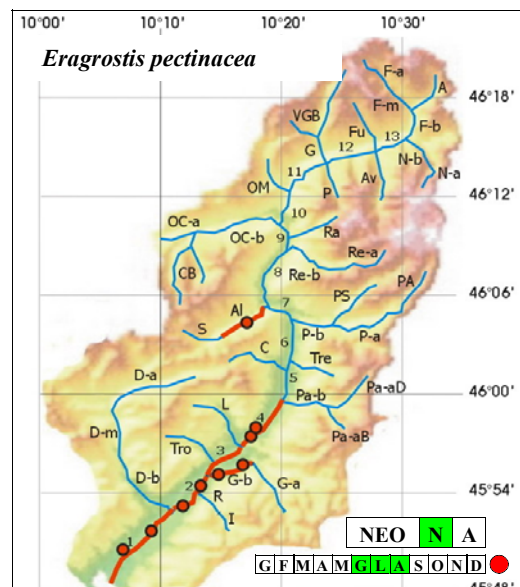 10°00' 10°10' 10°20' 10°30'
Eragrostis pectinacea
F-a
A
46°18'
F-m
VGB
Fu
F-b
13
12
G
N-b
11
OM
P
Av
N-a
46°12'
10
OC-a
Ra
OC-b
9
Re-a
8
Re-b
CB
PS
PA
46°06'
Al
7
S
P-b
P-a
6
C
Tre
D-a
5
46°00'
Pa-b
Pa-aD
L
4
D-m
Pa-aB
Tro
3
D-b
G-b
G-a
2
R
45°54'
I
1
NEO N A
G F M A M G L A S O N D
45°48'